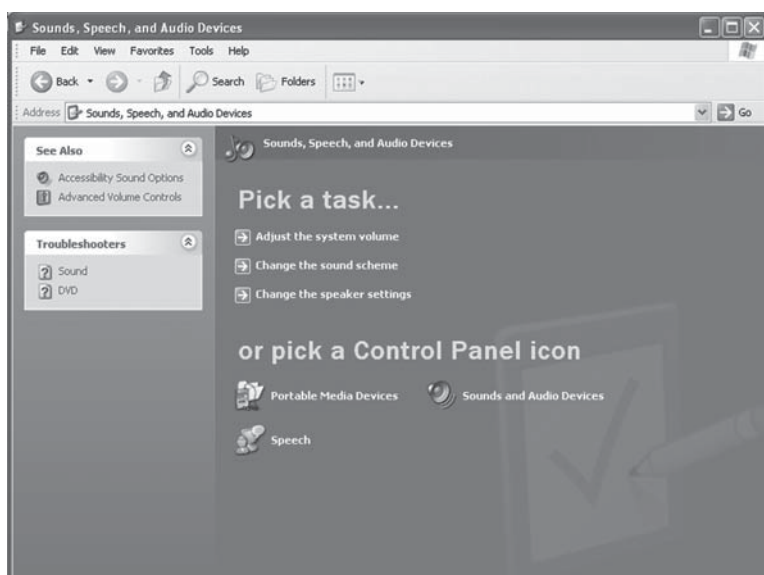 Sounds, Speech, and Audio Devices
File Edit View Favorites Tools Help
Back Search Folders
Address Sounds, Speech, and Audio Devices Go
See Also
Accessibility Sound Options
Advanced Volume Controls
Troubleshooters
Sound
DVD
Sounds, Speech, and Audio Devices
Pick a task...
Adjust the system volume
Change the sound scheme
Change the speaker settings
or pick a Control Panel icon
Portable Media Devices Sounds and Audio Devices
Speech